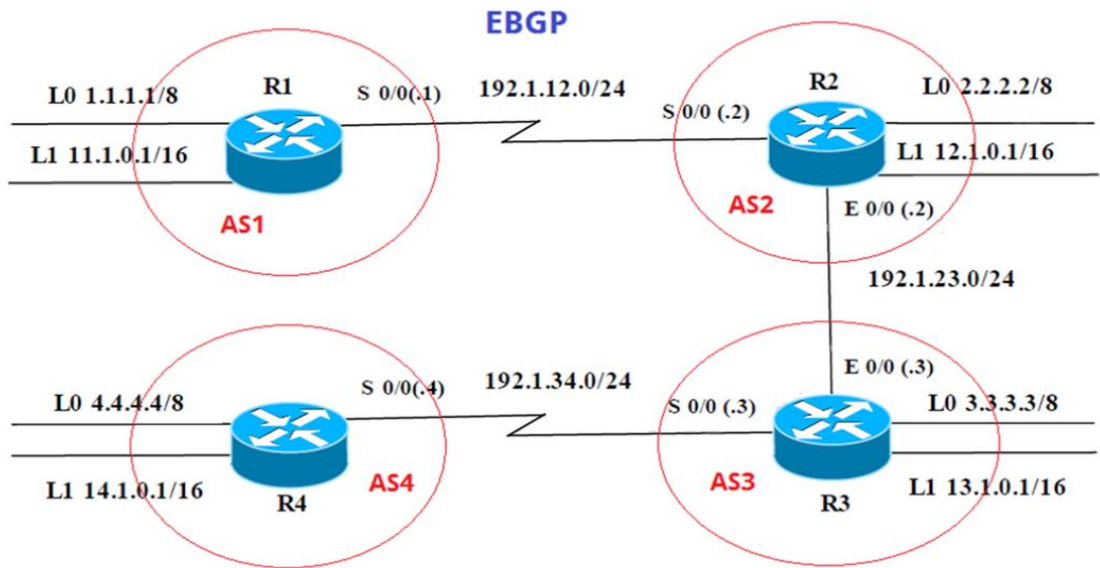 EBGP
R1
L0 1.1.1.1/8
S 0/0(.1)
192.1.12.0/24
L1 11.1.0.1/16
AS1
R2
L0 2.2.2.2/8
S 0/0 (.2)
L1 12.1.0.1/16
AS2
E 0/0 (.2)
192.1.23.0/24
L0 4.4.4.4/8
S 0/0(.4)
192.1.34.0/24
L1 14.1.0.1/16
AS4
R4
E 0/0 (.3)
S 0/0 (.3)
L0 3.3.3.3/8
AS3
L1 13.1.0.1/16
R3